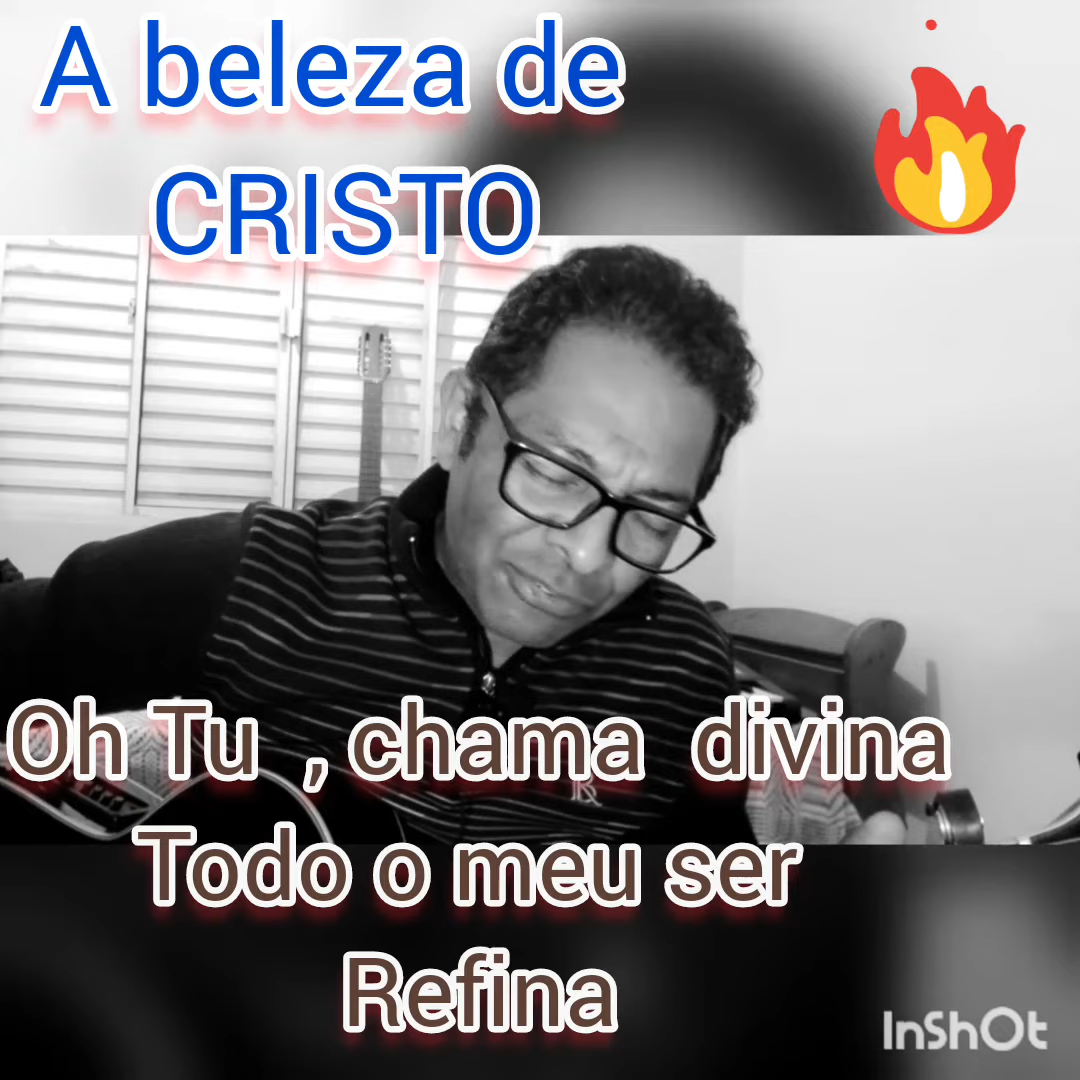 A beleza de
CRISTO
Oh Tu , chama divina
Todo o meu ser
Refina
InShOt